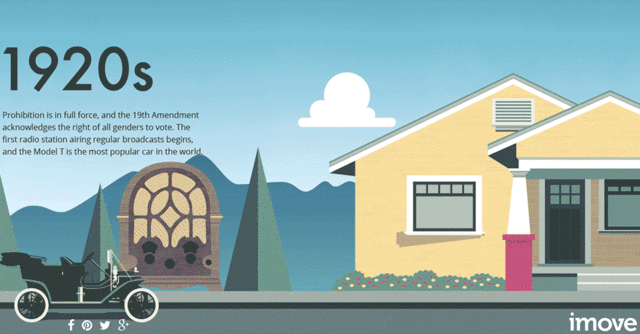 1920s
Prohibition is in full force, and the 19th Amendment
acknowledges the right of all genders to vote. The
first radio station airing regular broadcasts begins,
and the Model T is the most popular car in the world.
imove